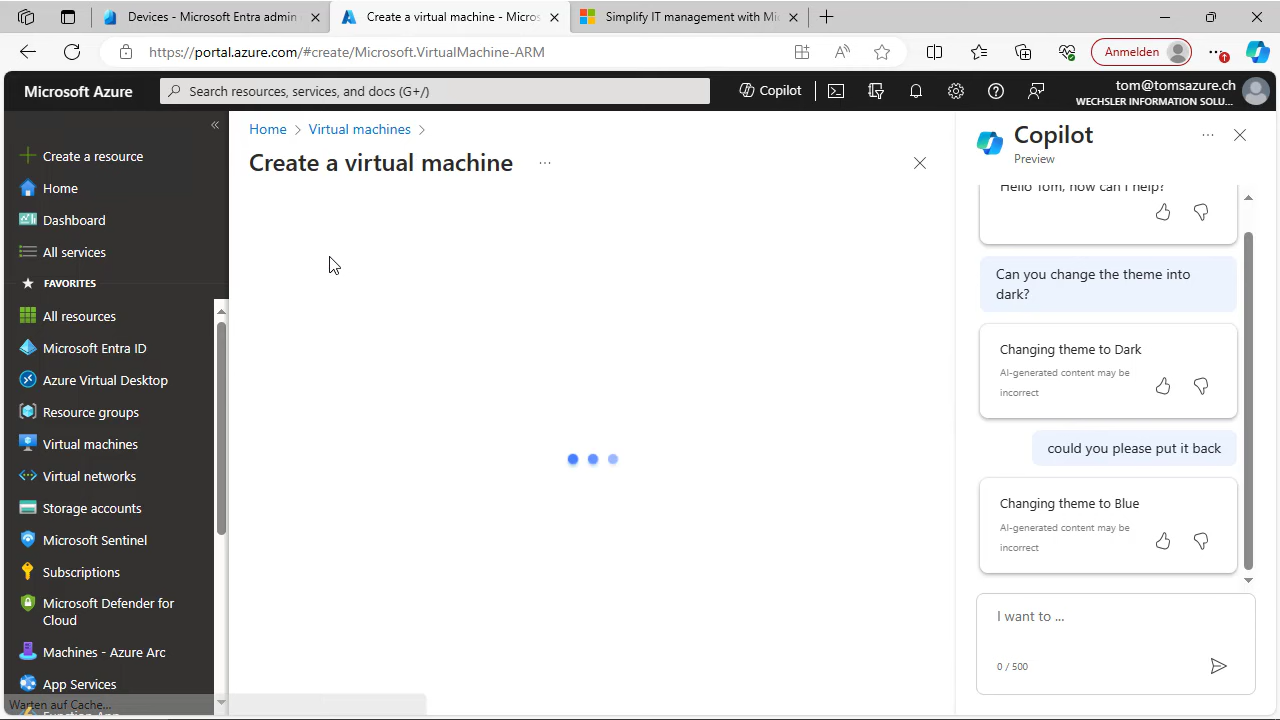 Devices - Microsoft Entra admin
Create a virtual machine - Micros
Simplify IT management with Mi
https://portal.azure.com/#create/Microsoft.VirtualMachine-ARM
Anmelden
Microsoft Azure
Search resources, services, and docs (G+/)
Copilot
tom@tomsazure.ch
WECHSLER INFORMATION SOLU...
Create a resource
Home
Dashboard
All services
FAVORITES
All resources
Microsoft Entra ID
Azure Virtual Desktop
Resource groups
Virtual machines
Virtual networks
Storage accounts
Microsoft Sentinel
Subscriptions
Microsoft Defender for
Cloud
Machines - Azure Arc
App Services
Warten auf Cache...
Home > Virtual machines >
Create a virtual machine ...
Copilot
Preview
Hello Tom, how can I help?
Can you change the theme into
dark?
Changing theme to Dark
AI-generated content may be
incorrect
could you please put it back
Changing theme to Blue
AI-generated content may be
incorrect
I want to ...
0 / 500